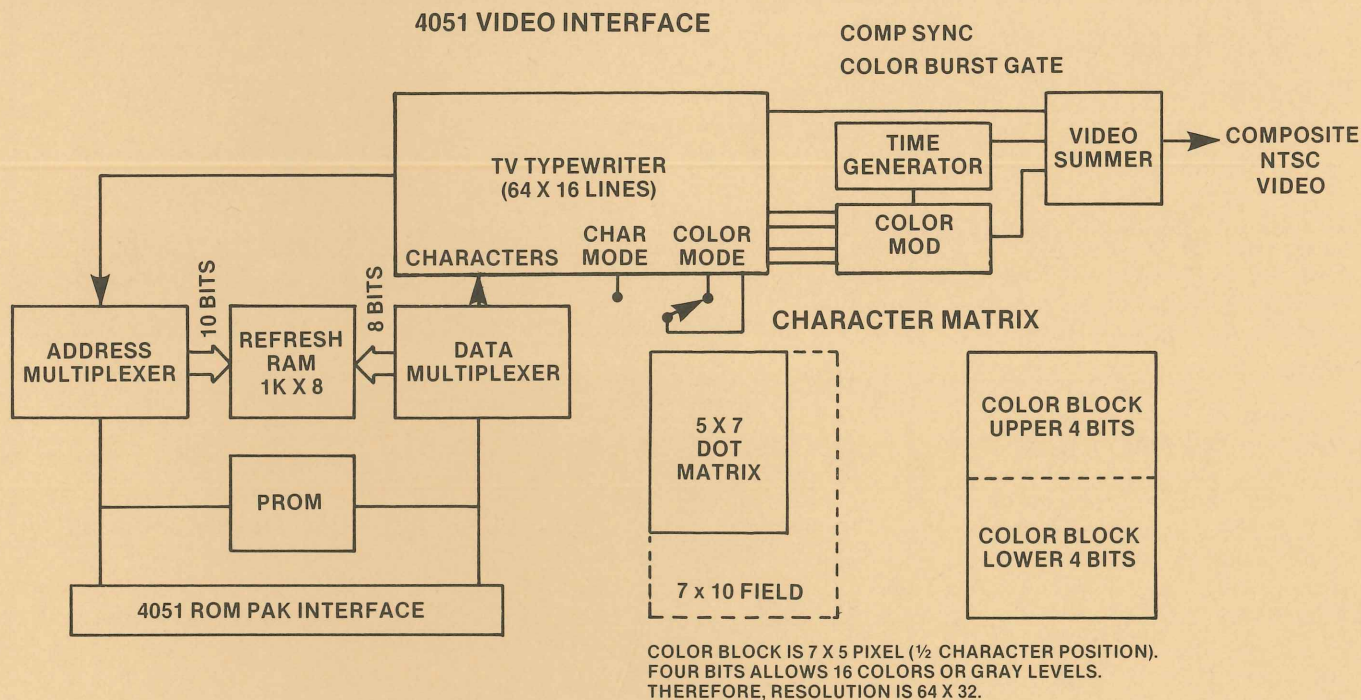 4051 VIDEO INTERFACE
COMP SYNC
COLOR BURST GATE
TV TYPEWRITER
(64 X 16 LINES)
CHARACTERS
CHAR
MODE
COLOR
MODE
TIME
GENERATOR
COLOR
MOD
VIDEO
SUMMER
COMPOSITE
NTSC
VIDEO
ADDRESS
MULTIPLEXER
10 BITS
REFRESH
RAM
1K X 8
8 BITS
DATA
MULTIPLEXER
PROM
4051 ROM PAK INTERFACE
CHARACTER MATRIX
5 X 7
DOT
MATRIX
7 x 10 FIELD
COLOR BLOCK
UPPER 4 BITS
COLOR BLOCK
LOWER 4 BITS
COLOR BLOCK IS 7 X 5 PIXEL (½ CHARACTER POSITION).
FOUR BITS ALLOWS 16 COLORS OR GRAY LEVELS.
THEREFORE, RESOLUTION IS 64 X 32.